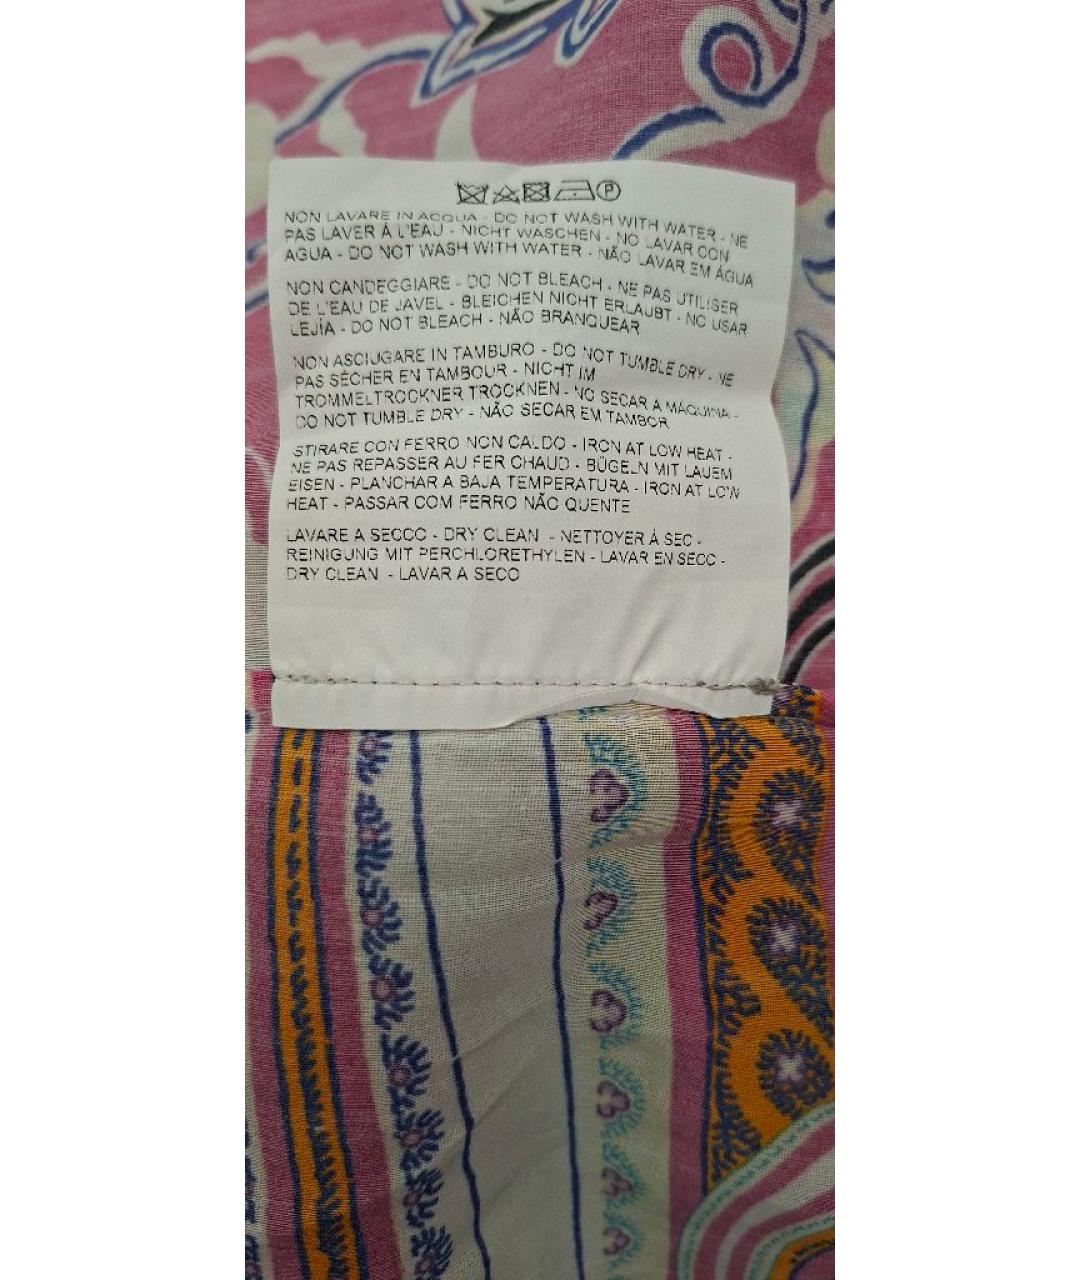 P
NON LAVARE IN ACQUA - DO NOT WASH WITH WATER - NE
PAS LAVER À L'EAU - NICHT WASCHEN - NO LAVAR CON
AGUA - DO NOT WASH WITH WATER - NÃO LAVAR EM ÁGUA
NON CANDEGGIARE - DO NOT BLEACH - NE PAS UTILISER
DE L'EAU DE JAVEL - BLEICHEN NICHT ERLAUBT - NO USAR
LEJÍA - DO NOT BLEACH - NÃO BRANQUEAR
NON ASCIUGARE IN TAMBURO - DO NOT TUMBLE DRY - NE
PAS SÉCHER EN TAMBOUR - NICHT IM
TROMMELTROCKNER TROCKNEN - NO SECAR A MÁQUINA -
DO NOT TUMBLE DRY - NÃO SECAR EM TAMBOR
STIRARE CON FERRO NON CALDO - IRON AT LOW HEAT -
NE PAS REPASSER AU FER CHAUD - BÜGELN MIT LAUEM
EISEN - PLANCHAR A BAJA TEMPERATURA - IRON AT LOW
HEAT - PASSAR COM FERRO NÃO QUENTE
LAVARE A SECCO - DRY CLEAN - NETTOYER À SEC -
REINIGUNG MIT PERCHLORETHYLEN - LAVAR EN SECO -
DRY CLEAN - LAVAR A SECO